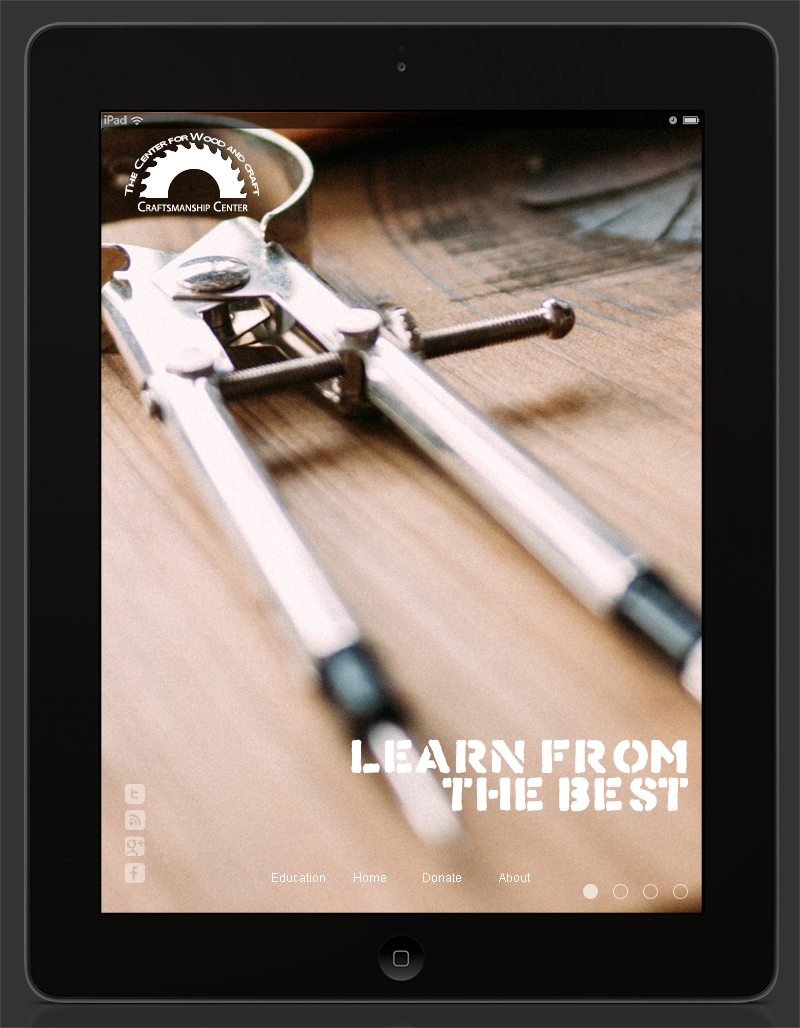 iPad
The Center for Wood and craft
Craftsmanship Center
LEARN FROM
THE BEST
t
g+
f
Education Home Donate About